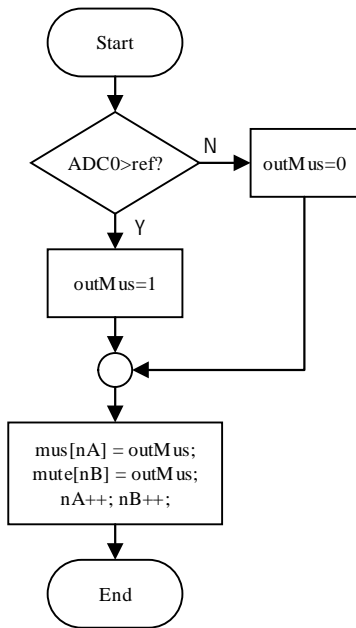 Start
ADC0>ref?
N
outMus=0
Y
outMus=1
mus[nA] = outMus;
mute[nB] = outMus;
nA++; nB++;
End